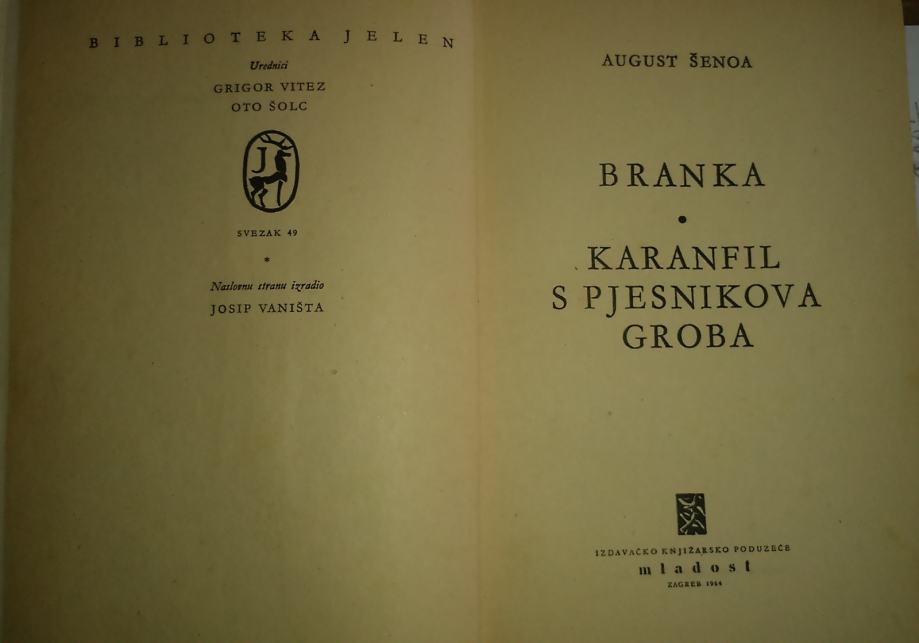 BIBLIOTEKA JELEN
Urednici
GRIGOR VITEZ
OTO ŠOLC
J
SVEZAK 49
*
Naslovnu stranu izradio
JOSIP VANIŠTA
AUGUST ŠENOA
BRANKA
•
KARANFIL
S PJESNIKOVA
GROBA
IZDAVAČKO KNJIŽARSKO PODUZEĆE
mladost
ZAGREB 1964